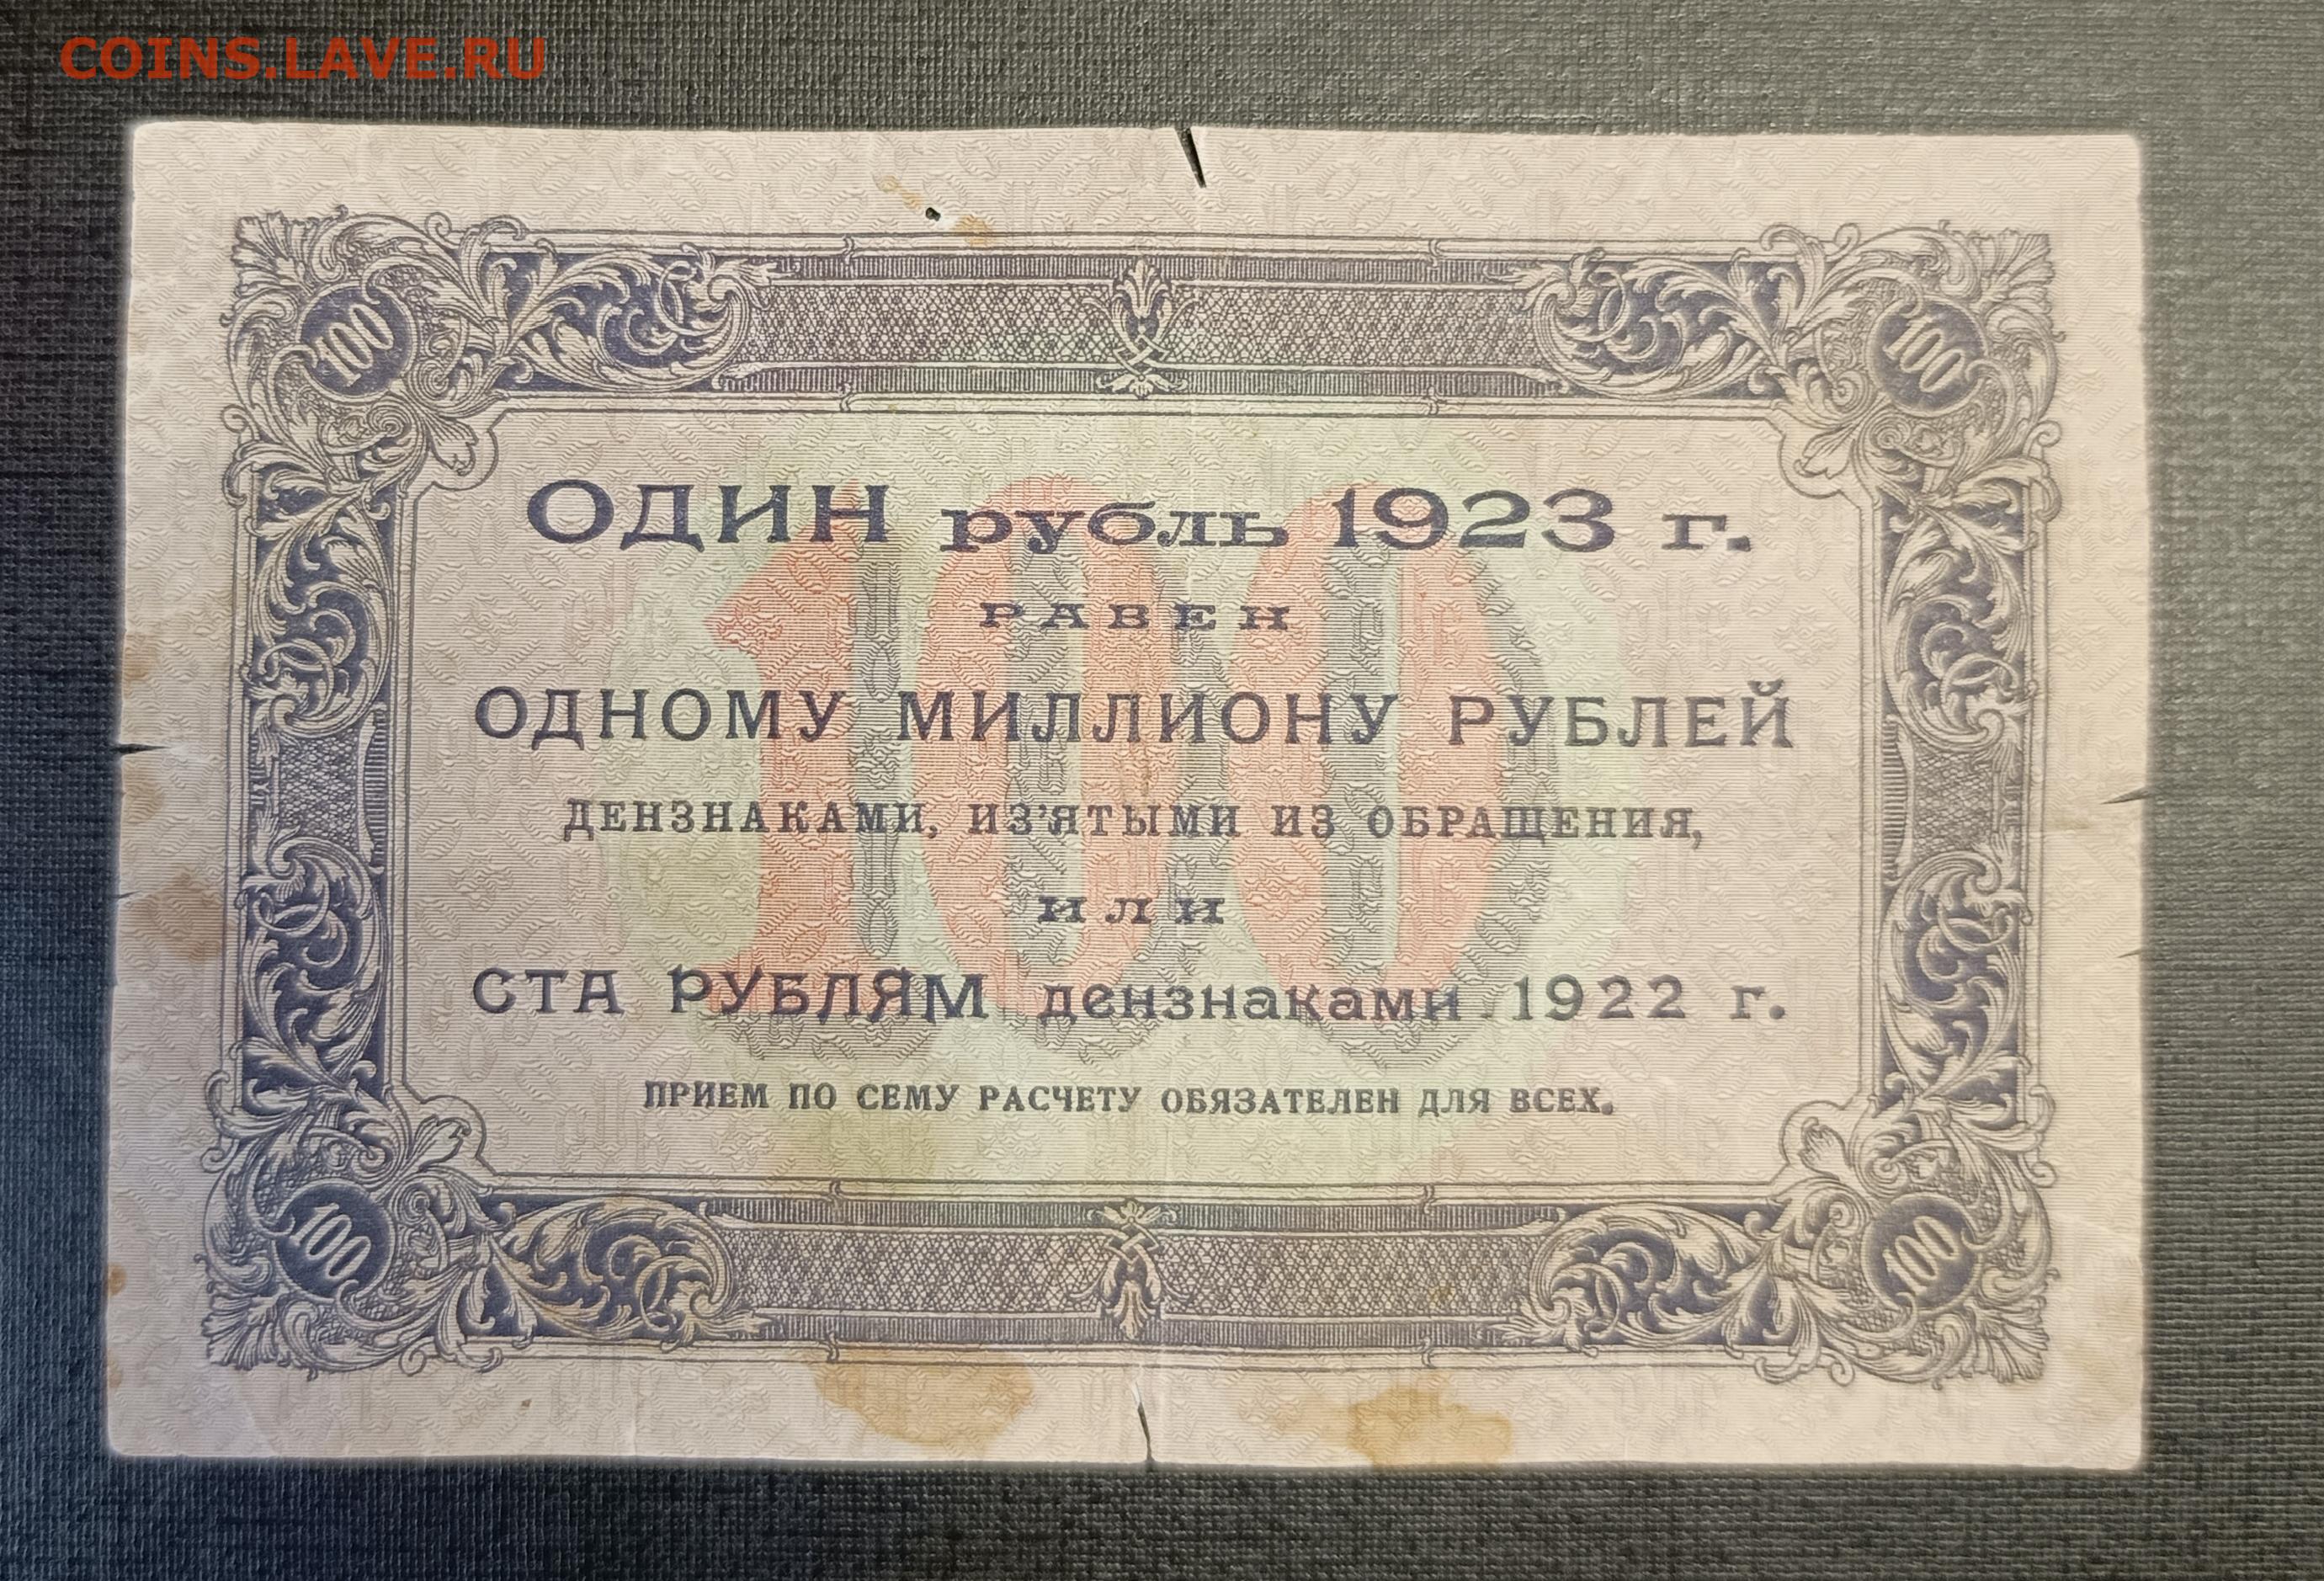 COINS.LAVE.RU
100 100
ОДИН рубль 1923 г.
РАВЕН
ОДНОМУ МИЛЛИОНУ РУБЛЕЙ
ДЕНЗНАКАМИ, ИЗ'ЯТЫМИ ИЗ ОБРАЩЕНИЯ,
или
СТА РУБЛЯМ дензнаками 1922 г.
ПРИЕМ ПО СЕМУ РАСЧЕТУ ОБЯЗАТЕЛЕН ДЛЯ ВСЕХ.
100
100 100